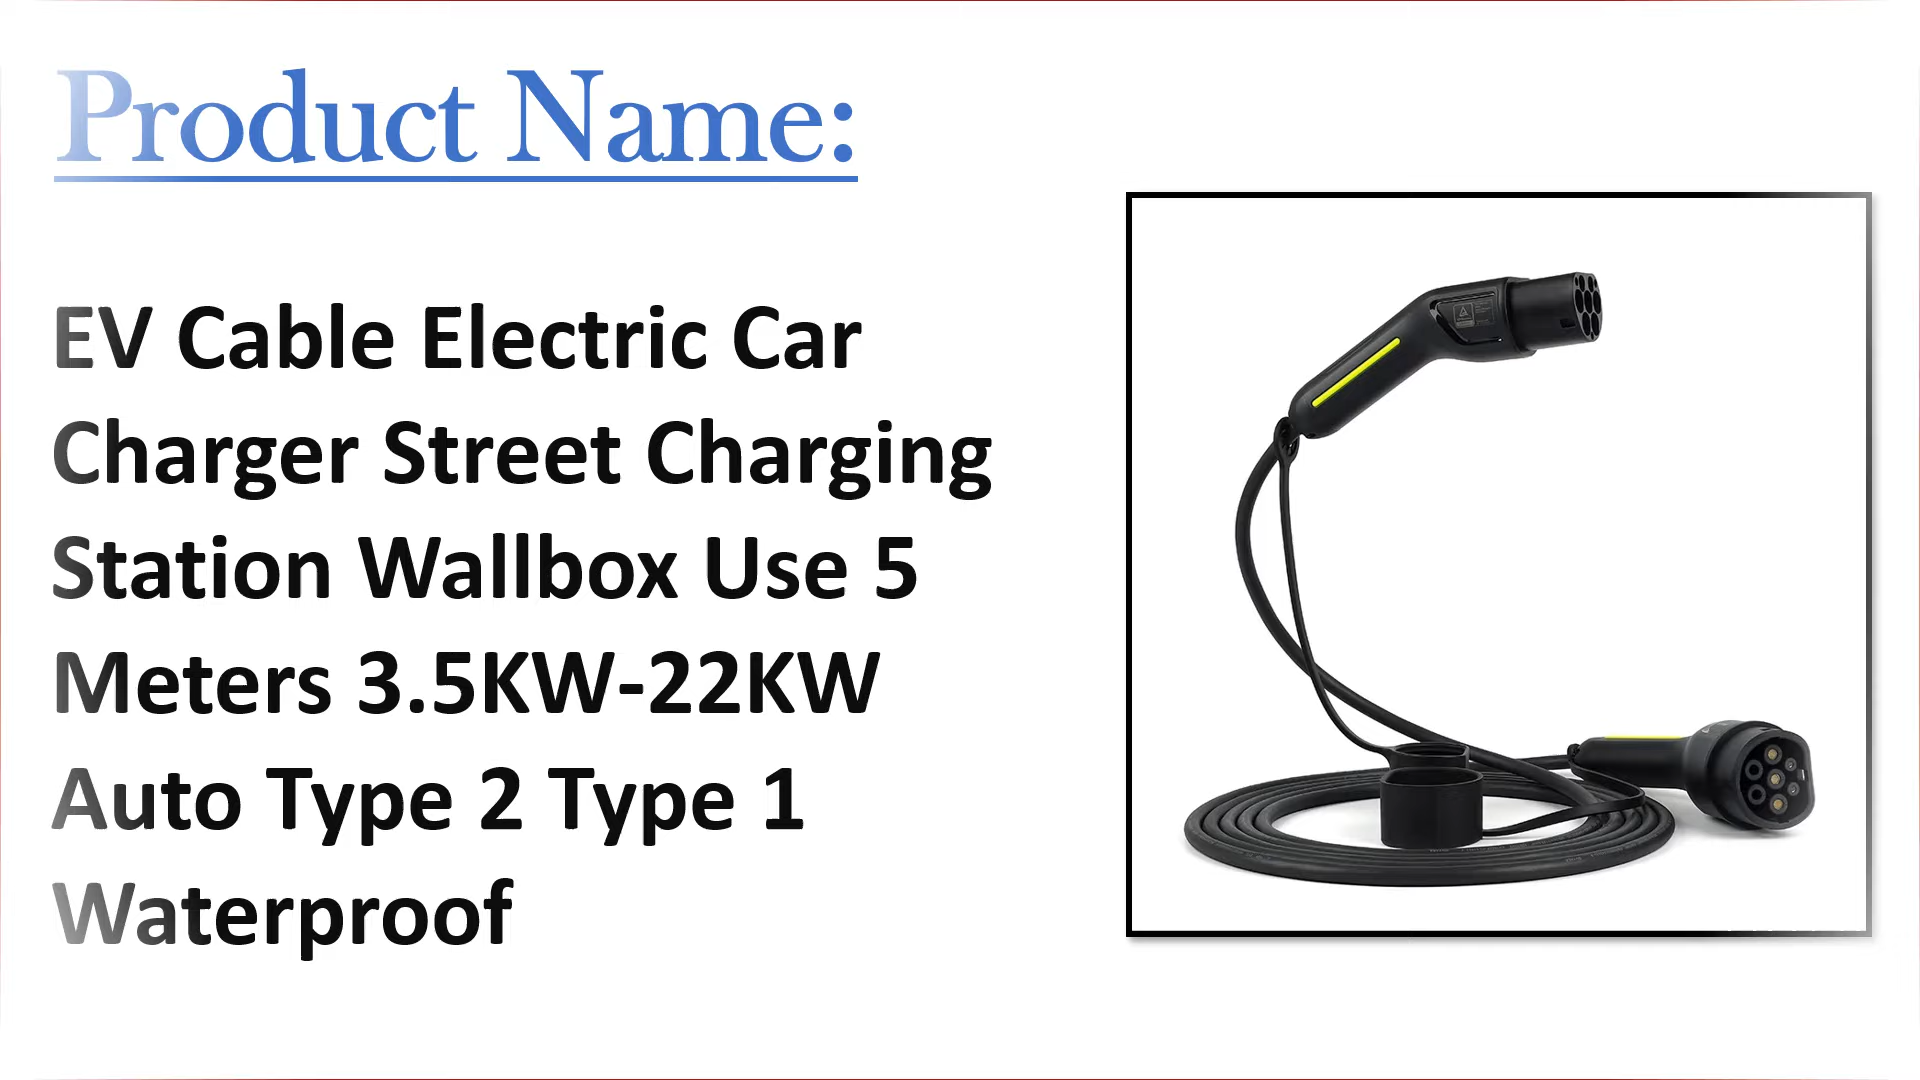 Product Name:
EV Cable Electric Car
Charger Street Charging
Station Wallbox Use 5
Meters 3.5KW-22KW
Auto Type 2 Type 1
Waterproof